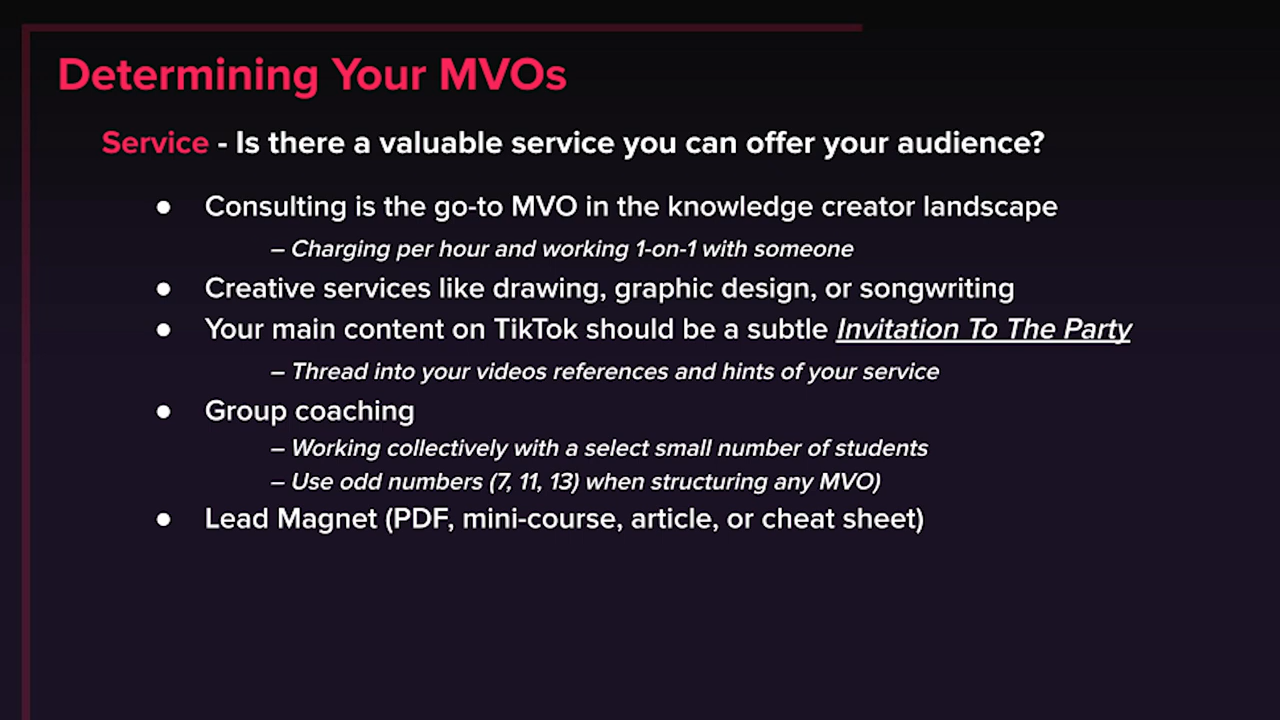 Determining Your MVOs
Service - Is there a valuable service you can offer your audience?
● Consulting is the go-to MVO in the knowledge creator landscape
– Charging per hour and working 1-on-1 with someone
● Creative services like drawing, graphic design, or songwriting
● Your main content on TikTok should be a subtle Invitation To The Party
– Thread into your videos references and hints of your service
● Group coaching
– Working collectively with a select small number of students
– Use odd numbers (7, 11, 13) when structuring any MVO)
● Lead Magnet (PDF, mini-course, article, or cheat sheet)